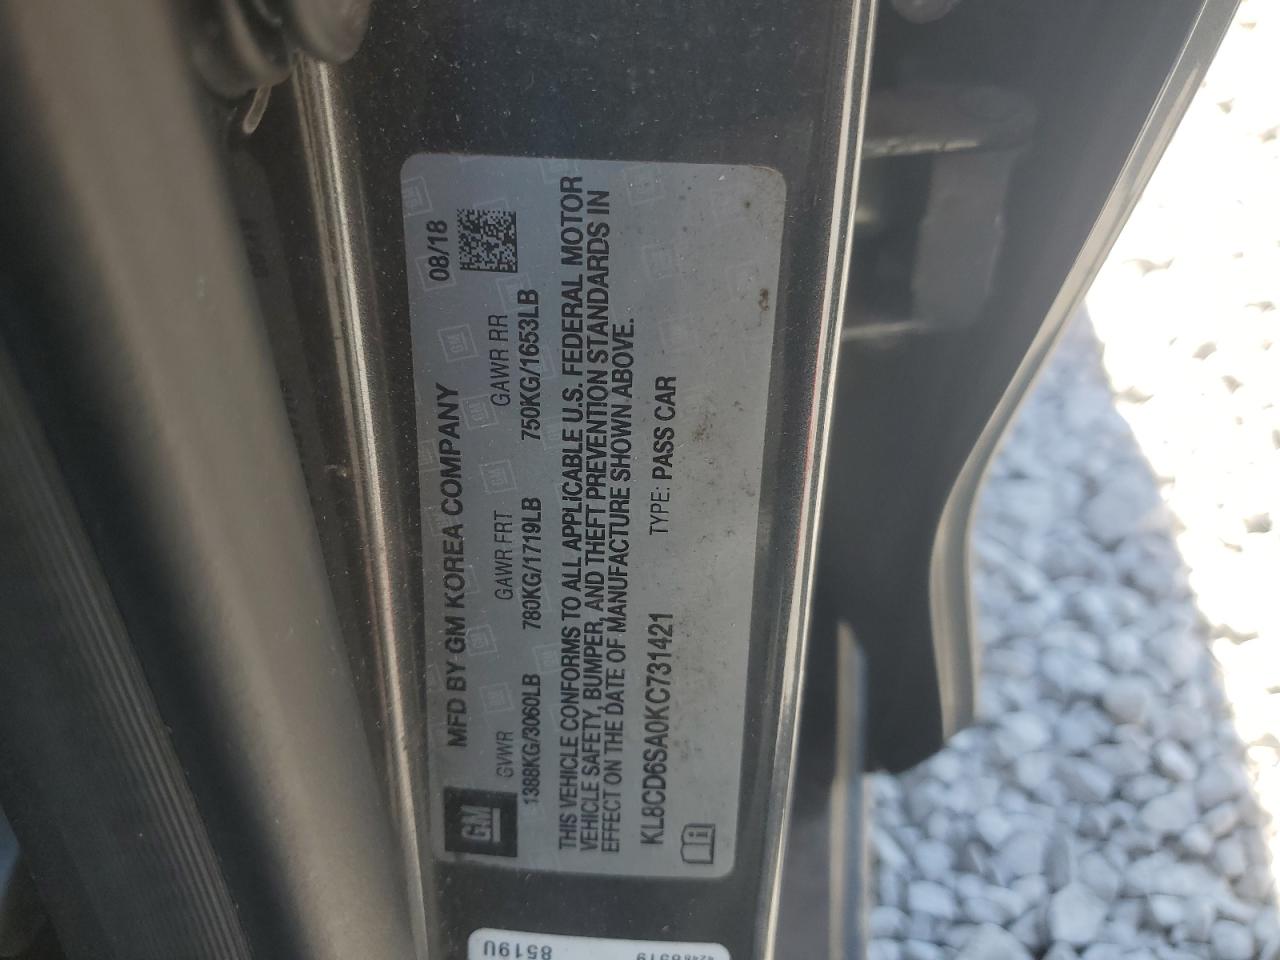 GM
MFD BY GM KOREA COMPANY 08/18
GVWR GAWR FRT GAWR RR
1388KG/3060LB 780KG/1719LB 750KG/1653LB
THIS VEHICLE CONFORMS TO ALL APPLICABLE U.S. FEDERAL MOTOR
VEHICLE SAFETY, BUMPER, AND THEFT PREVENTION STANDARDS IN
EFFECT ON THE DATE OF MANUFACTURE SHOWN ABOVE.
KL8CD6SA0KC731421 TYPE: PASS CAR
8519U